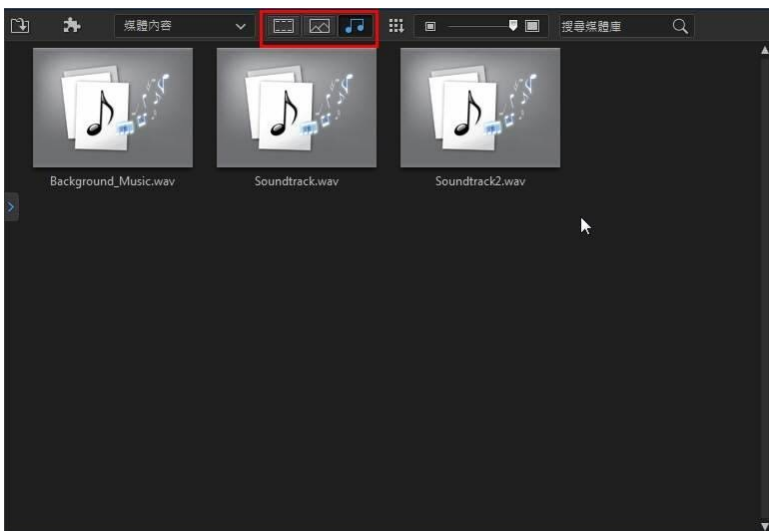 媒體內容
搜尋媒體庫
Background_Music.wav
Soundtrack.wav
Soundtrack2.wav